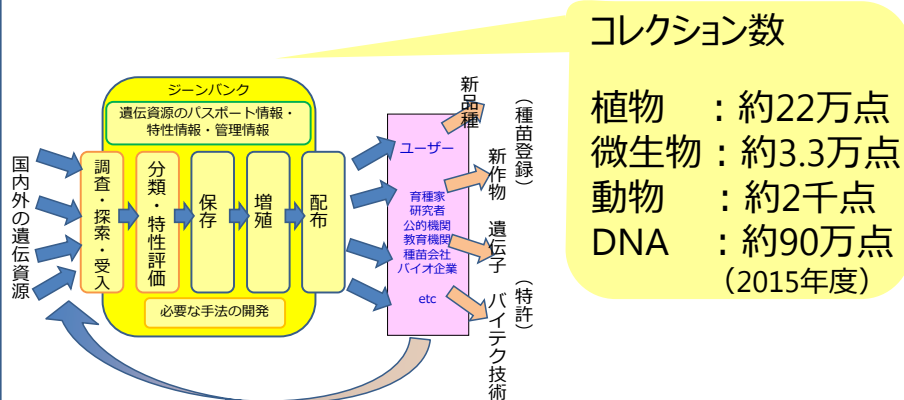 コレクション数
植物　：約22万点
微生物：約3.3万点
動物　：約2千点
DNA　：約90万点
（2015年度）
ジーンバンク
遺伝資源のパスポート情報・
特性情報・管理情報
国内外の遺伝資源
調査・探索・受入
分類・特性評価
保存
増殖
配布
必要な手法の開発
ユーザー
育種家
研究者
公的機関
教育機関
種苗会社
バイオ企業
etc
新品種
（種苗登録）
新作物
遺伝子
（特許）
バイテク技術